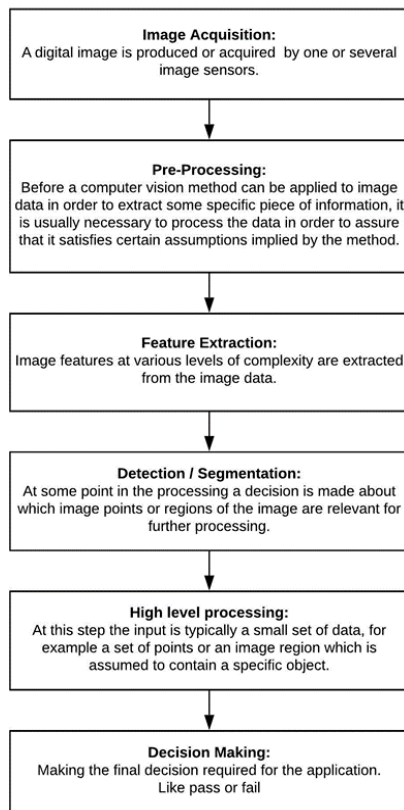 Image Acquisition:
A digital image is produced or acquired by one or several
image sensors.
Pre-Processing:
Before a computer vision method can be applied to image
data in order to extract some specific piece of information, it
is usually necessary to process the data in order to assure
that it satisfies certain assumptions implied by the method.
Feature Extraction:
Image features at various levels of complexity are extracted
from the image data.
Detection / Segmentation:
At some point in the processing a decision is made about
which image points or regions of the image are relevant for
further processing.
High level processing:
At this step the input is typically a small set of data, for
example a set of points or an image region which is
assumed to contain a specific object.
Decision Making:
Making the final decision required for the application.
Like pass or fail